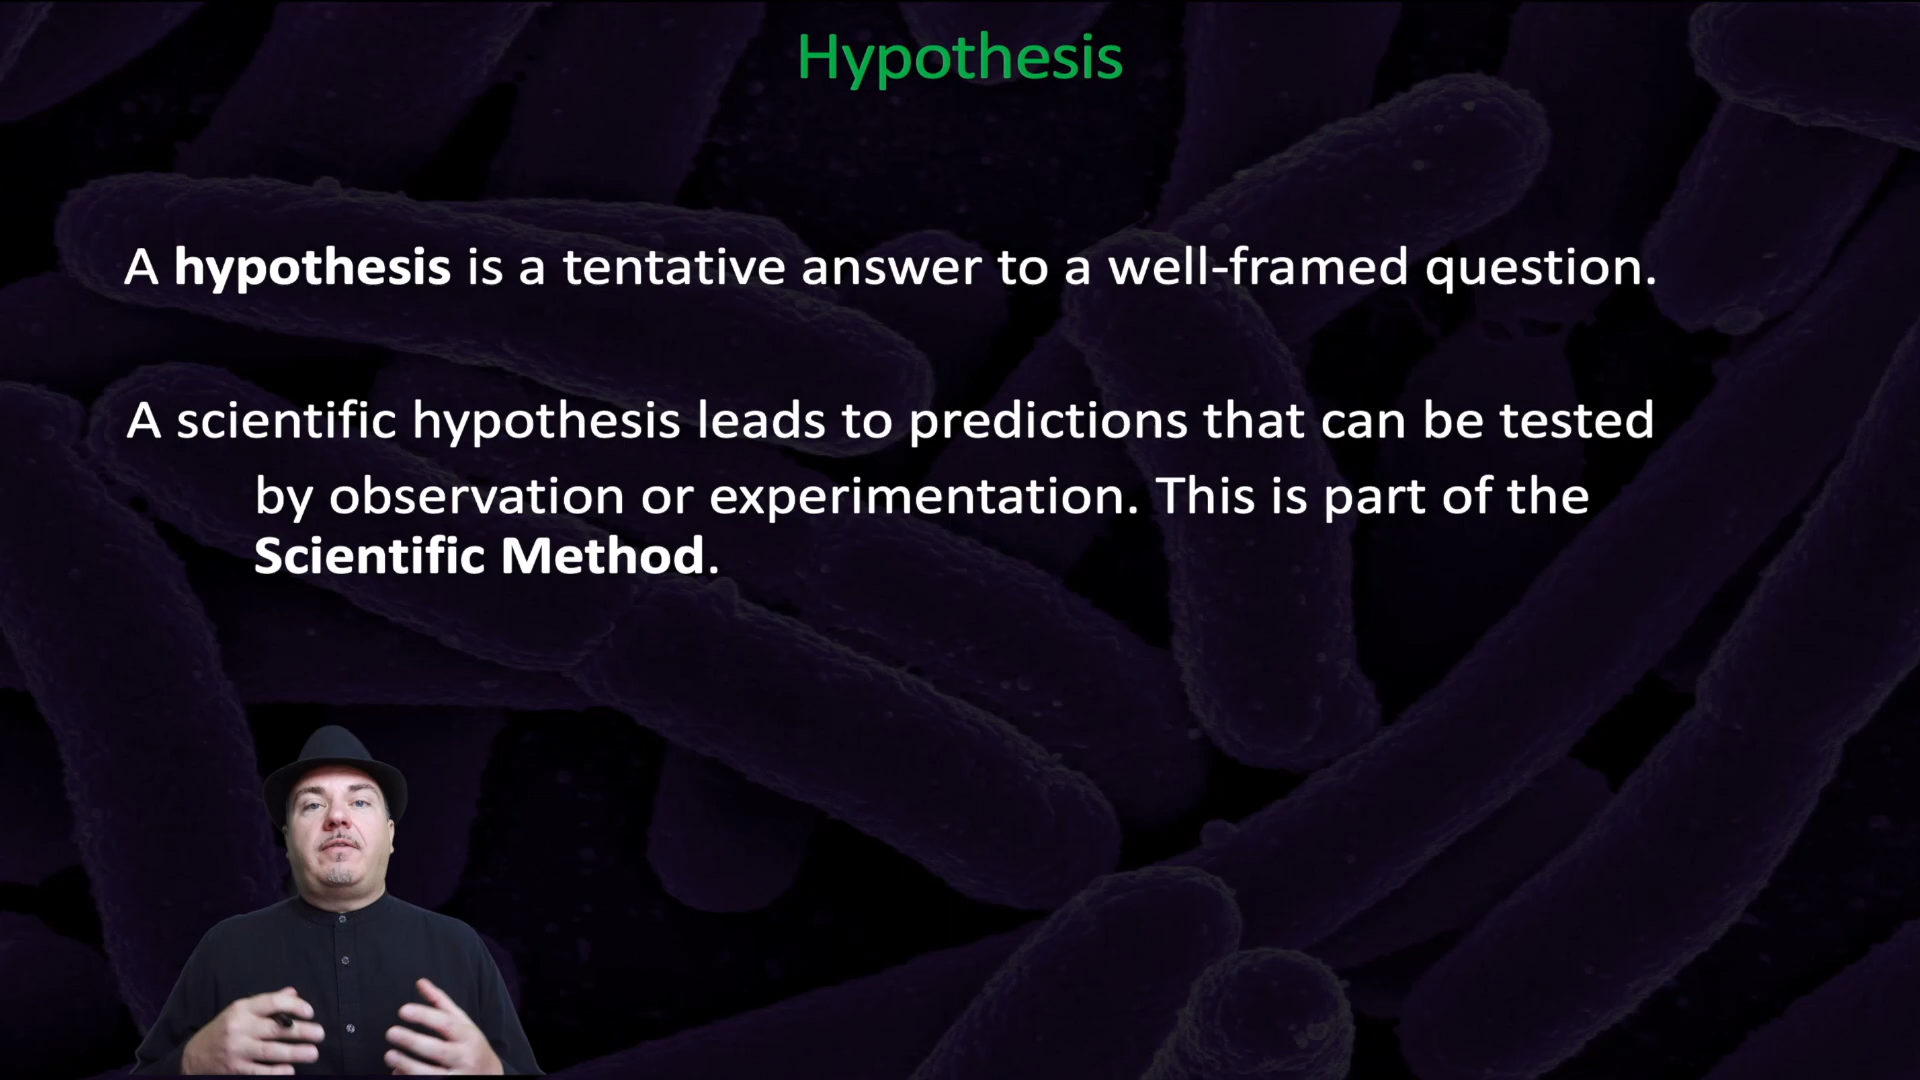 Hypothesis
A hypothesis is a tentative answer to a well-framed question.
A scientific hypothesis leads to predictions that can be tested
by observation or experimentation. This is part of the
Scientific Method.